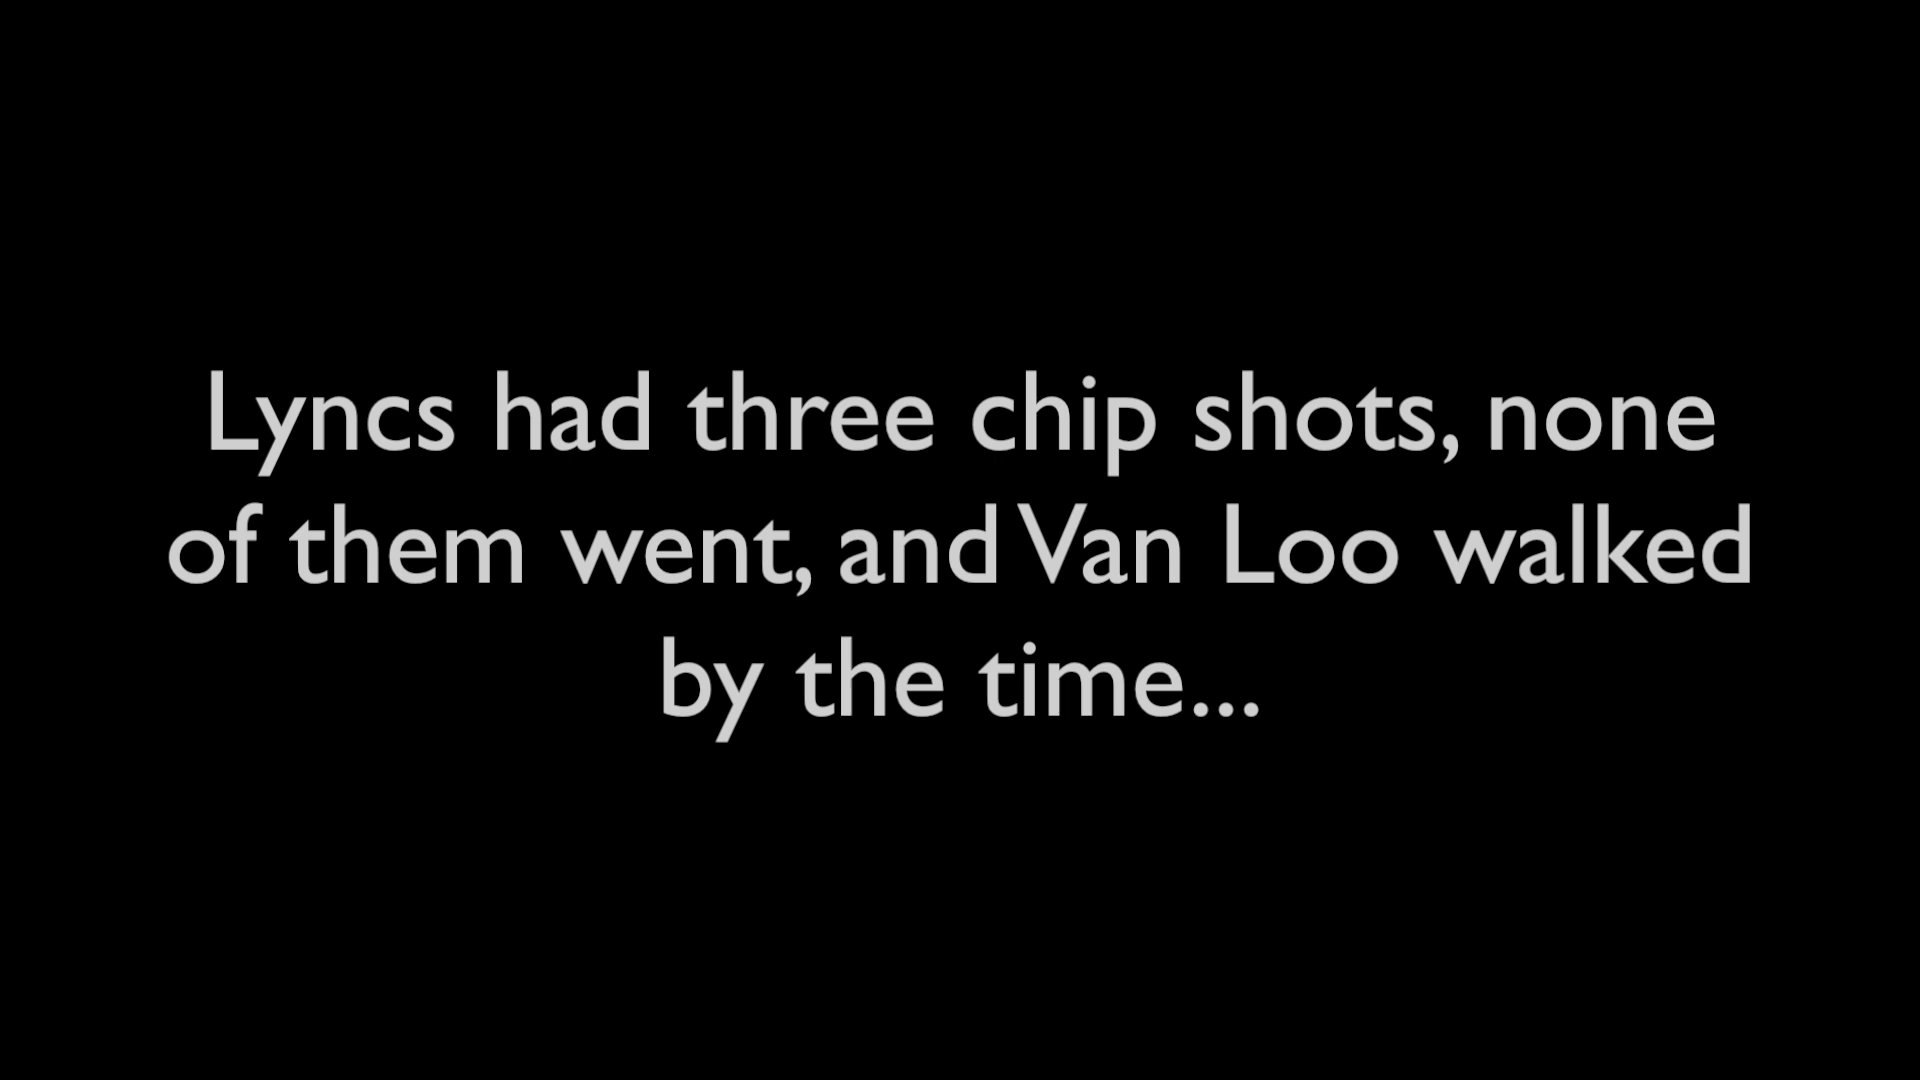 Lyncs had three chip shots, none
of them went, and Van Loo walked
by the time...